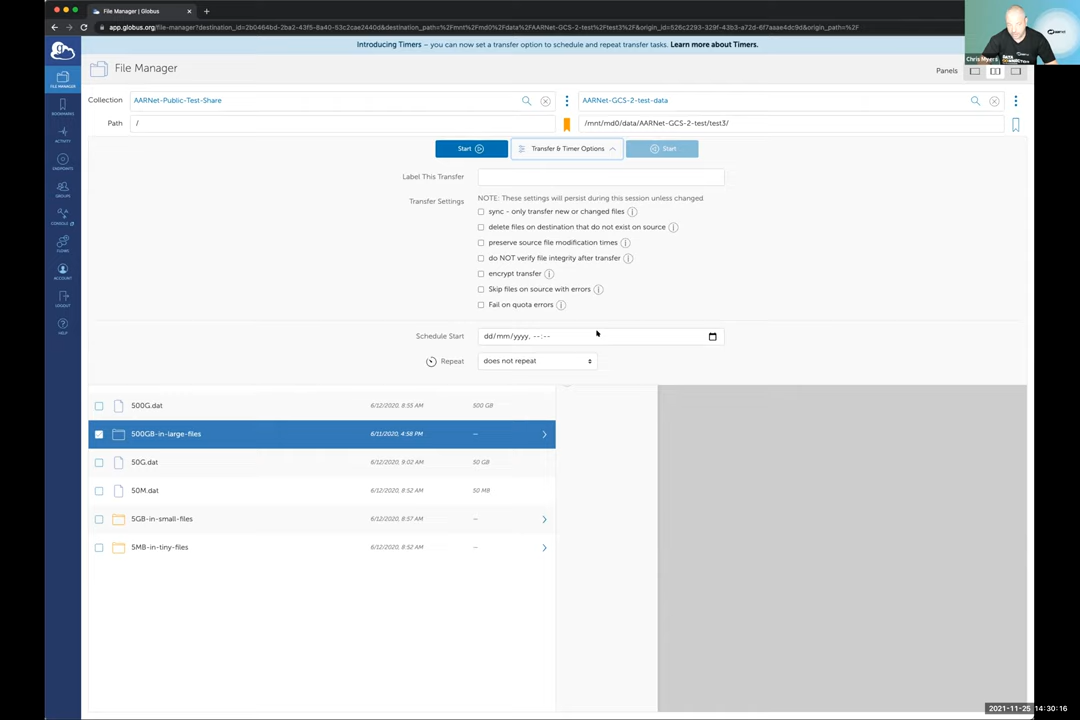 File Manager | Globus
app.globus.org/file-manager?destination_id=2b0464bd-2ba2-43f5-8a40-53c2cae2440d&destination_path=%2Fmnt%2Fmd0%2Fdata%2FAARNet-GCS-2-test%2Ftest3%2F&origin_id=526c2293-329f-43b3-a72d-6f7aaae4dc9d&origin_path=%2F
Introducing Timers – you can now set a transfer option to schedule and repeat transfer tasks. Learn more about Timers.
Chris Myers
File Manager
Panels
FILE MANAGER
BOOKMARKS
ACTIVITY
ENDPOINTS
GROUPS
CONSOLE
FLOWS
ACCOUNT
LOGOUT
HELP
Collection AARNet-Public-Test-Share AARNet-GCS-2-test-data
Path / /mnt/md0/data/AARNet-GCS-2-test/test3/
Start Transfer & Timer Options Start
Label This Transfer
Transfer Settings NOTE: These settings will persist during this session unless changed
sync - only transfer new or changed files
delete files on destination that do not exist on source
preserve source file modification times
do NOT verify file integrity after transfer
encrypt transfer
Skip files on source with errors
Fail on quota errors
Schedule Start dd/mm/yyyy, --:--
Repeat does not repeat
500G.dat 6/12/2020, 8:55 AM 500 GB
500GB-in-large-files 6/11/2020, 4:58 PM —
50G.dat 6/12/2020, 9:02 AM 50 GB
50M.dat 6/12/2020, 8:52 AM 50 MB
5GB-in-small-files 6/12/2020, 8:57 AM —
5MB-in-tiny-files 6/12/2020, 8:52 AM —
2021-11-25 14:30:16